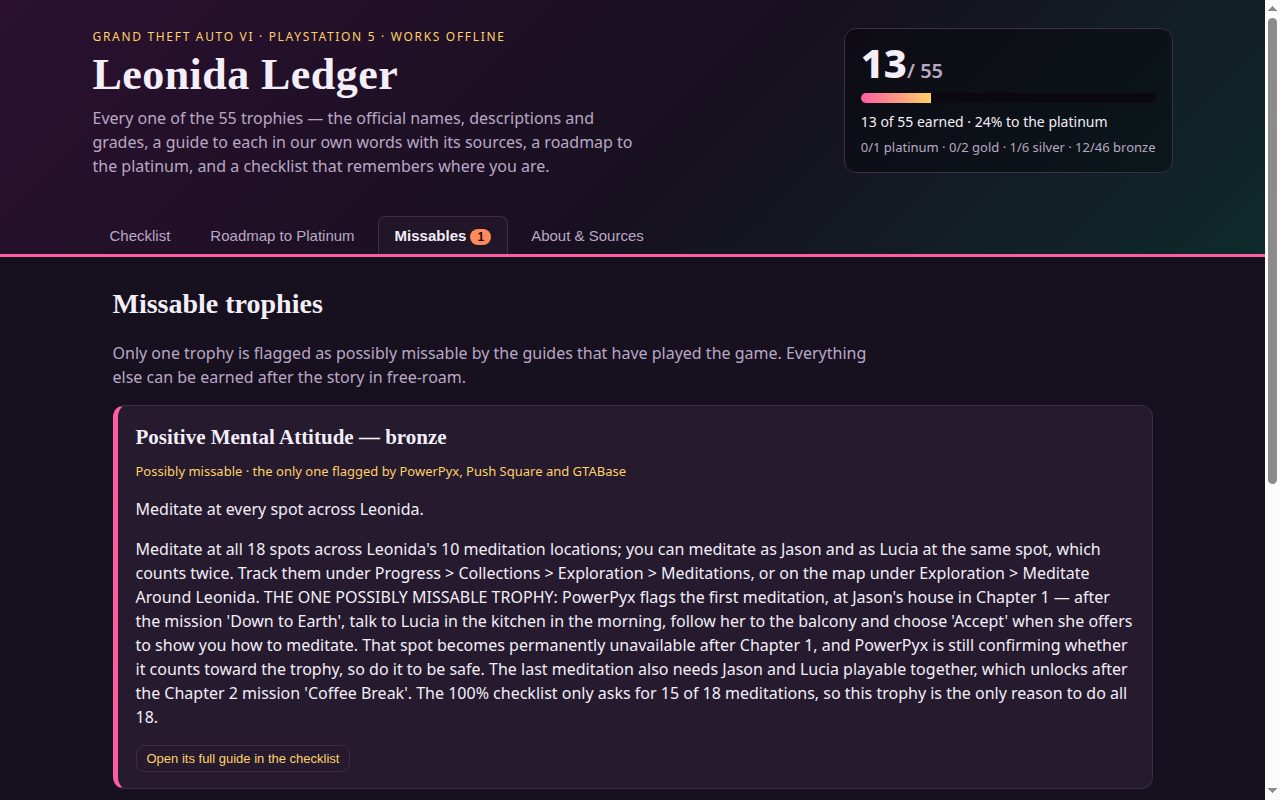 GRAND THEFT AUTO VI · PLAYSTATION 5 · WORKS OFFLINE
Leonida Ledger
Every one of the 55 trophies — the official names, descriptions and
grades, a guide to each in our own words with its sources, a roadmap to
the platinum, and a checklist that remembers where you are.
13/ 55
13 of 55 earned · 24% to the platinum
0/1 platinum · 0/2 gold · 1/6 silver · 12/46 bronze
Checklist
Roadmap to Platinum
Missables 1
About & Sources
Missable trophies
Only one trophy is flagged as possibly missable by the guides that have played the game. Everything
else can be earned after the story in free-roam.
Positive Mental Attitude — bronze
Possibly missable · the only one flagged by PowerPyx, Push Square and GTABase
Meditate at every spot across Leonida.
Meditate at all 18 spots across Leonida's 10 meditation locations; you can meditate as Jason and as Lucia at the same spot, which
counts twice. Track them under Progress > Collections > Exploration > Meditations, or on the map under Exploration > Meditate
Around Leonida. THE ONE POSSIBLY MISSABLE TROPHY: PowerPyx flags the first meditation, at Jason's house in Chapter 1 — after
the mission 'Down to Earth', talk to Lucia in the kitchen in the morning, follow her to the balcony and choose 'Accept' when she offers
to show you how to meditate. That spot becomes permanently unavailable after Chapter 1, and PowerPyx is still confirming whether
it counts toward the trophy, so do it to be safe. The last meditation also needs Jason and Lucia playable together, which unlocks after
the Chapter 2 mission 'Coffee Break'. The 100% checklist only asks for 15 of 18 meditations, so this trophy is the only reason to do all
18.
Open its full guide in the checklist